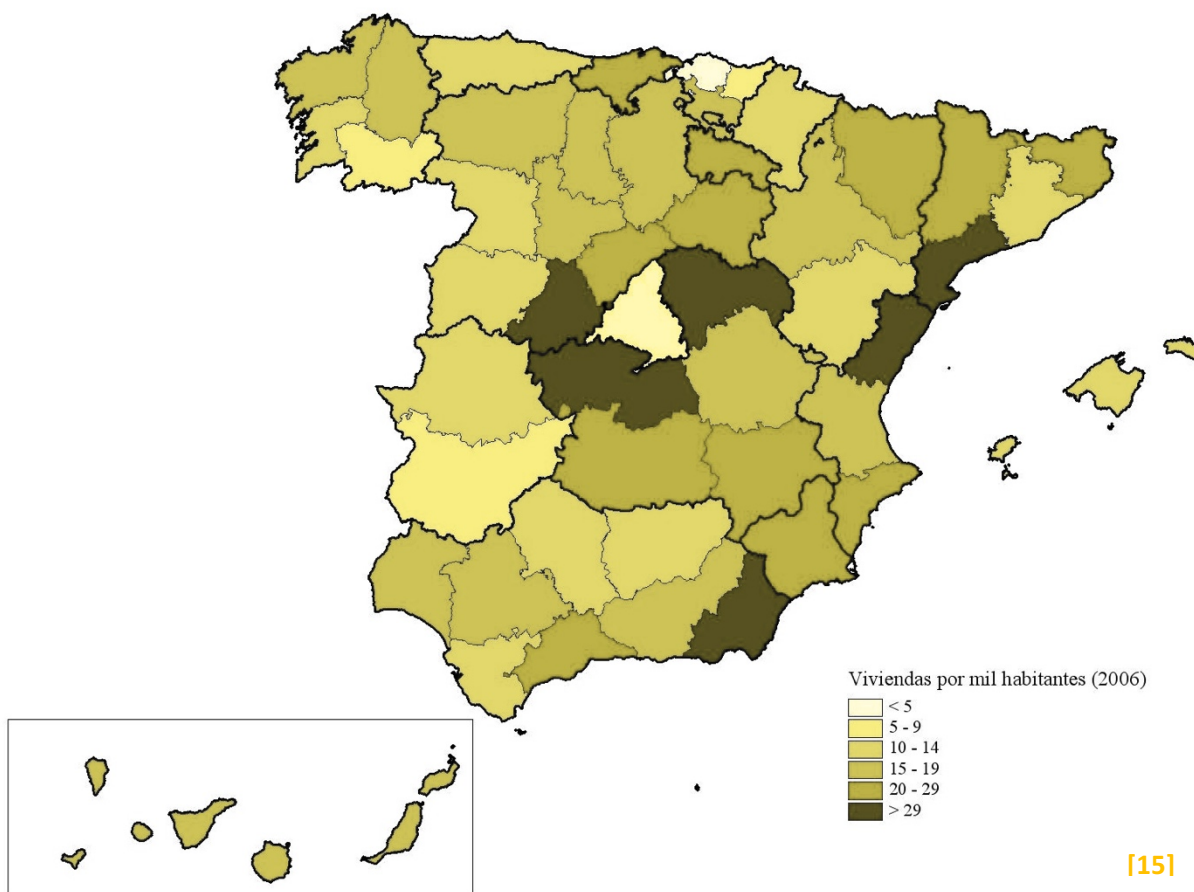 Viviendas por mil habitantes (2006)
< 5
5 - 9
10 - 14
15 - 19
20 - 29
> 29
[15]